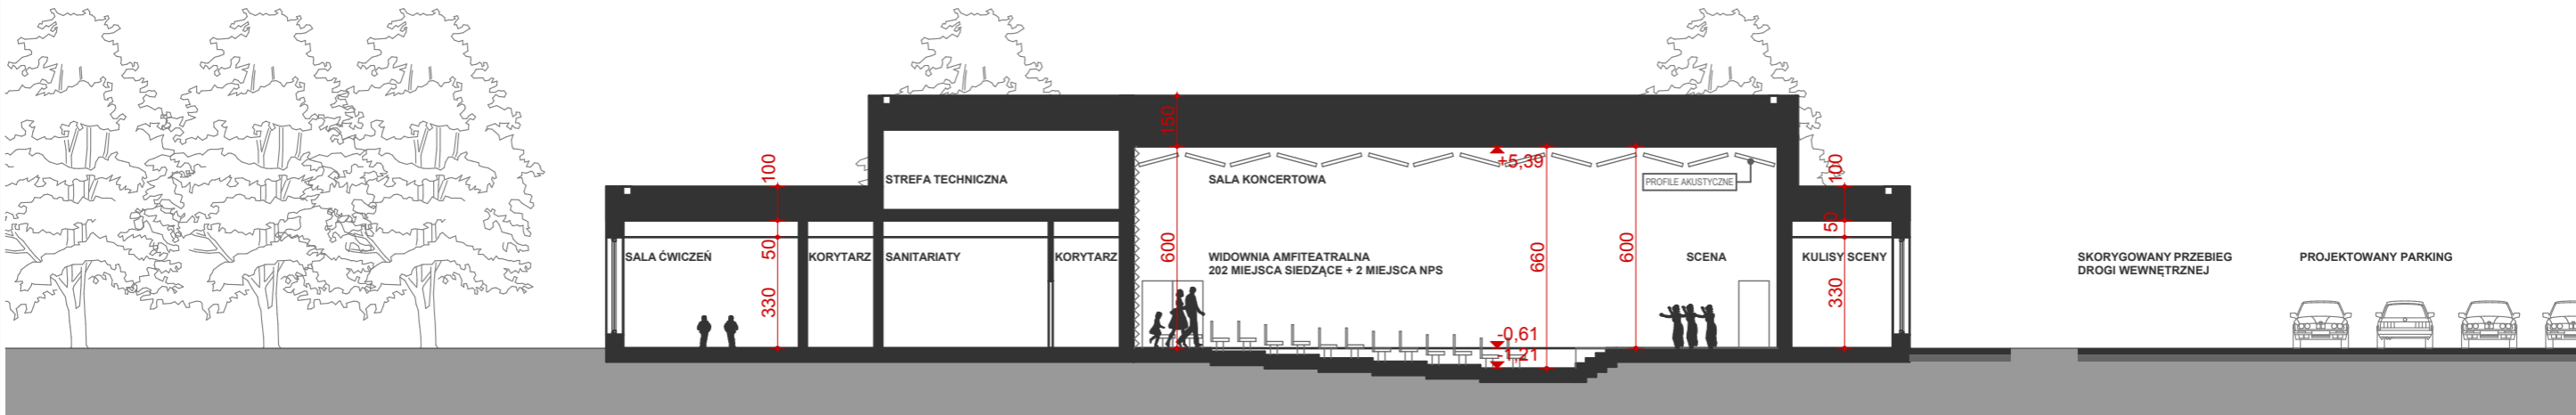 150
100
100
+5,39
STREFA TECHNICZNA
SALA KONCERTOWA
PROFILE AKUSTYCZNE
50
50
600
660
600
SALA ĆWICZEŃ
KORYTARZ
SANITARIATY
KORYTARZ
WIDOWNIA AMFITEATRALNA
202 MIEJSCA SIEDZĄCE + 2 MIEJSCA NPS
SCENA
KULISY SCENY
SKORYGOWANY PRZEBIEG
DROGI WEWNĘTRZNEJ
PROJEKTOWANY PARKING
330
330
-0,61
-1,21